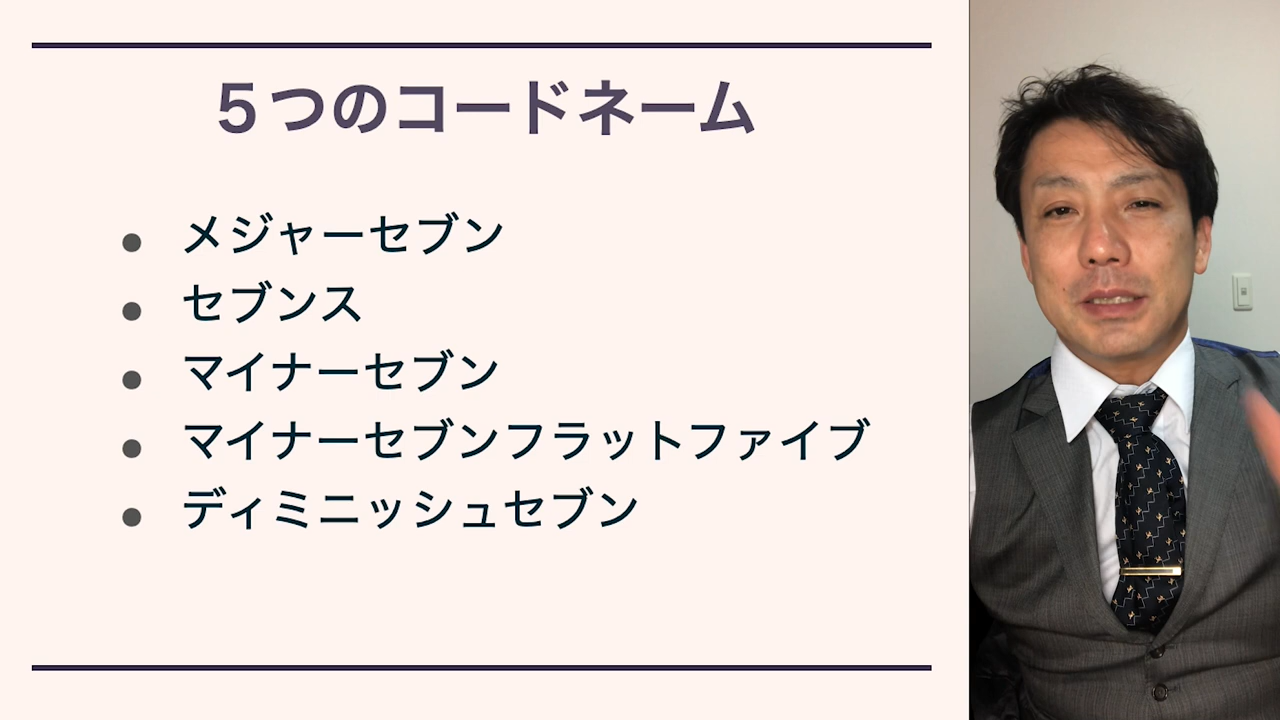 ５つのコードネーム
● メジャーセブン
● セブンス
● マイナーセブン
● マイナーセブンフラットファイブ
● ディミニッシュセブン